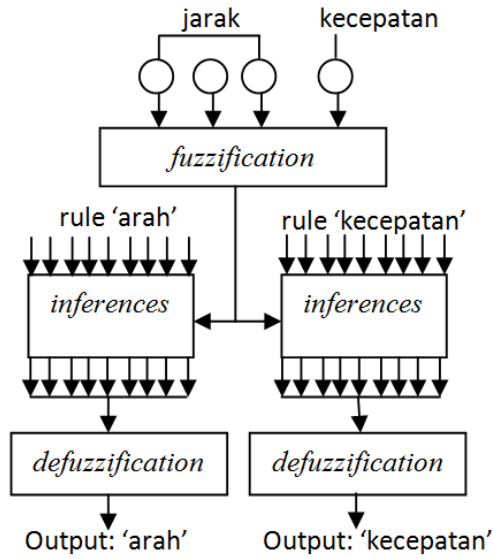 jarak kecepatan
fuzzification
rule ‘arah’ rule ‘kecepatan’
inferences inferences
defuzzification defuzzification
Output: ‘arah’ Output: ‘kecepatan’